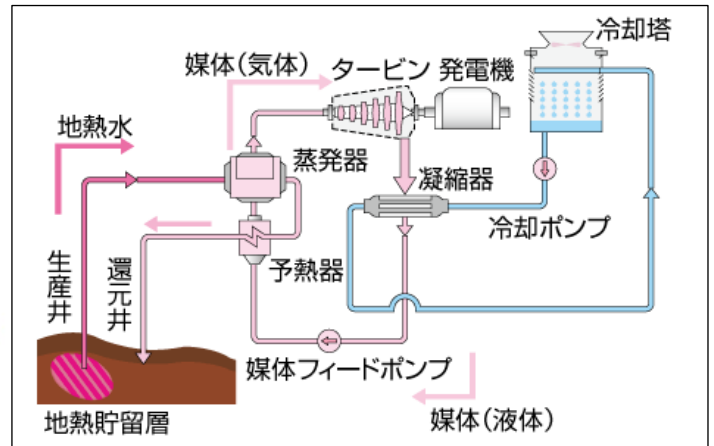 冷却塔
媒体(気体)
タービン 発電機
地熱水
蒸発器
凝縮器
冷却ポンプ
生産井
還元井
予熱器
媒体フィードポンプ
地熱貯留層
媒体(液体)